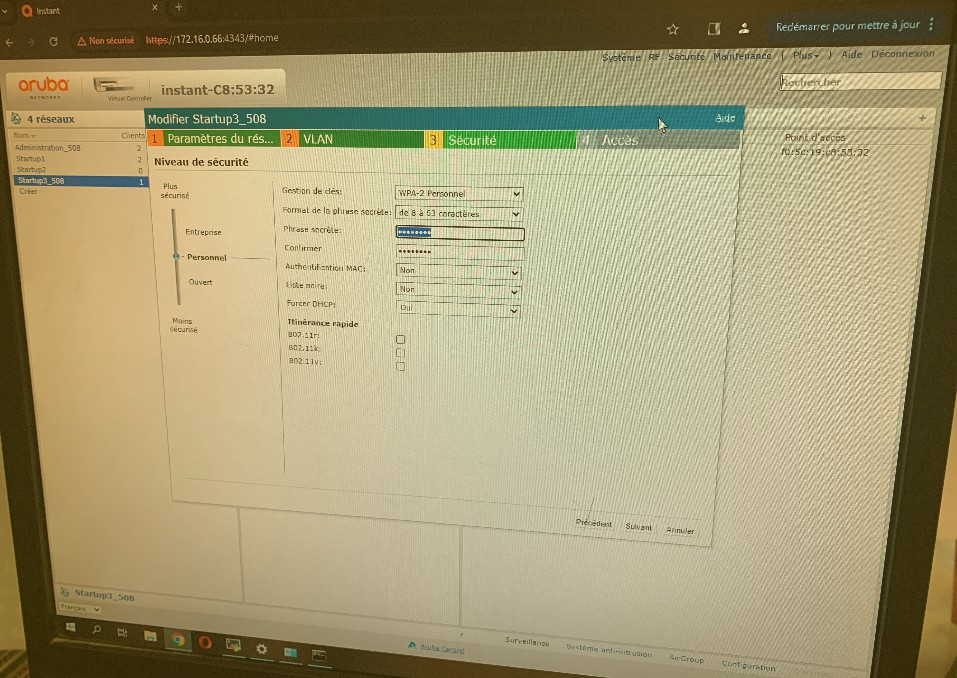 Instant
Non sécurisé https://172.16.0.66:4343/#home
Redémarrer pour mettre à jour
Système RF Sécurité Maintenance | Plus | Aide Déconnexion
aruba
NETWORKS
Virtual Controller
instant-C8:53:32
Rechercher
4 réseaux
Nom Clients
Administration_508 2
Startup1 2
Startup2 0
Startup3_508 1
Créer
Modifier Startup3_508 Aide
1 Paramètres du rés... 2 VLAN 3 Sécurité 4 Accès
Point d'accès
f0:5c:19:c8:53:32
Niveau de sécurité
Plus
sécurisé
Entreprise
Personnel
Ouvert
Moins
sécurisé
Gestion de clés: WPA-2 Personnel
Format de la phrase secrète: de 8 à 63 caractères
Phrase secrète: ••••••••
Confirmer ••••••••
Authentification MAC: Non
Liste noire: Non
Forcer DHCP: Oui
Itinérance rapide
802.11r:
802.11k:
802.11v:
Précédent Suivant Annuler
Startup3_508
Français
Aruba Central
Surveillance Système anti-intrusion AirGroup Configuration